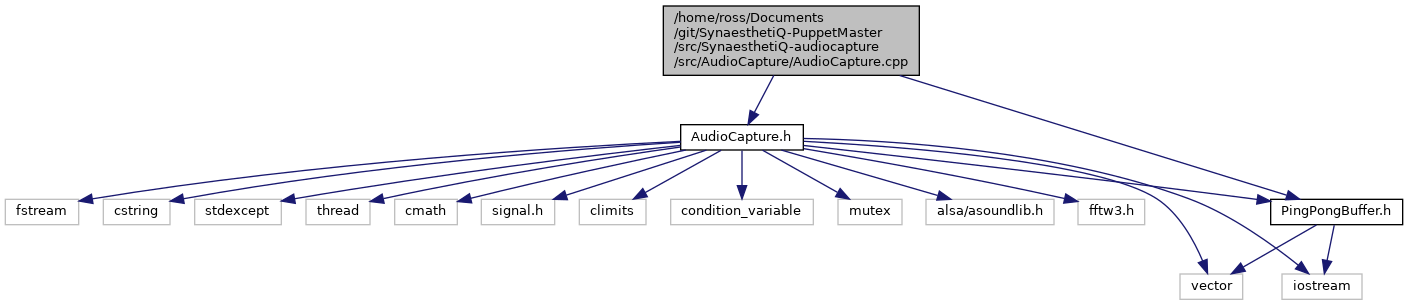 /home/ross/Documents
/git/SynaesthetiQ-PuppetMaster
/src/SynaesthetiQ-audiocapture
/src/AudioCapture/AudioCapture.cpp
AudioCapture.h
fstream
cstring
stdexcept
thread
cmath
signal.h
climits
condition_variable
mutex
alsa/asoundlib.h
fftw3.h
PingPongBuffer.h
vector
iostream